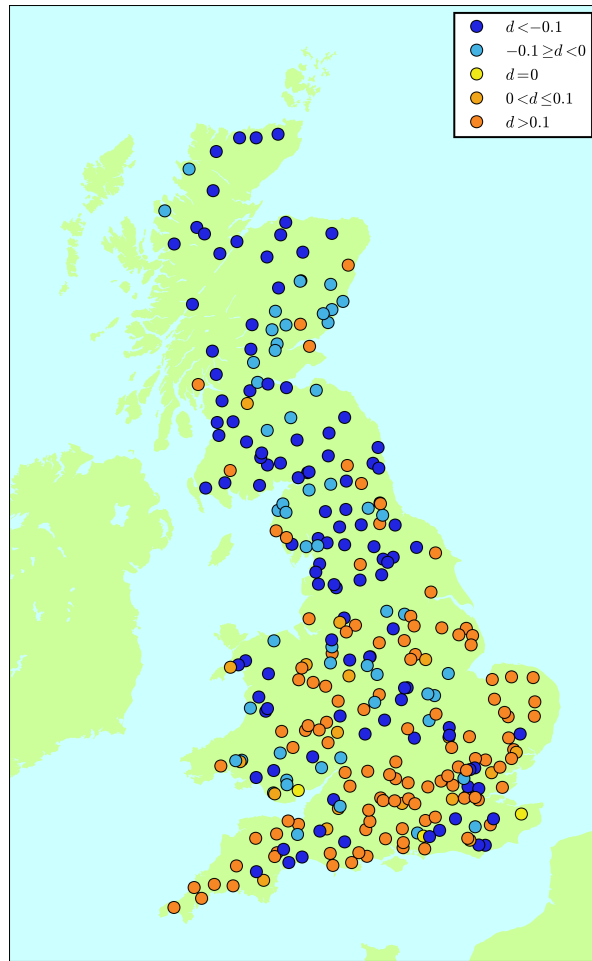 d < −0.1
−0.1 ≥ d < 0
d = 0
0 < d ≤ 0.1
d > 0.1